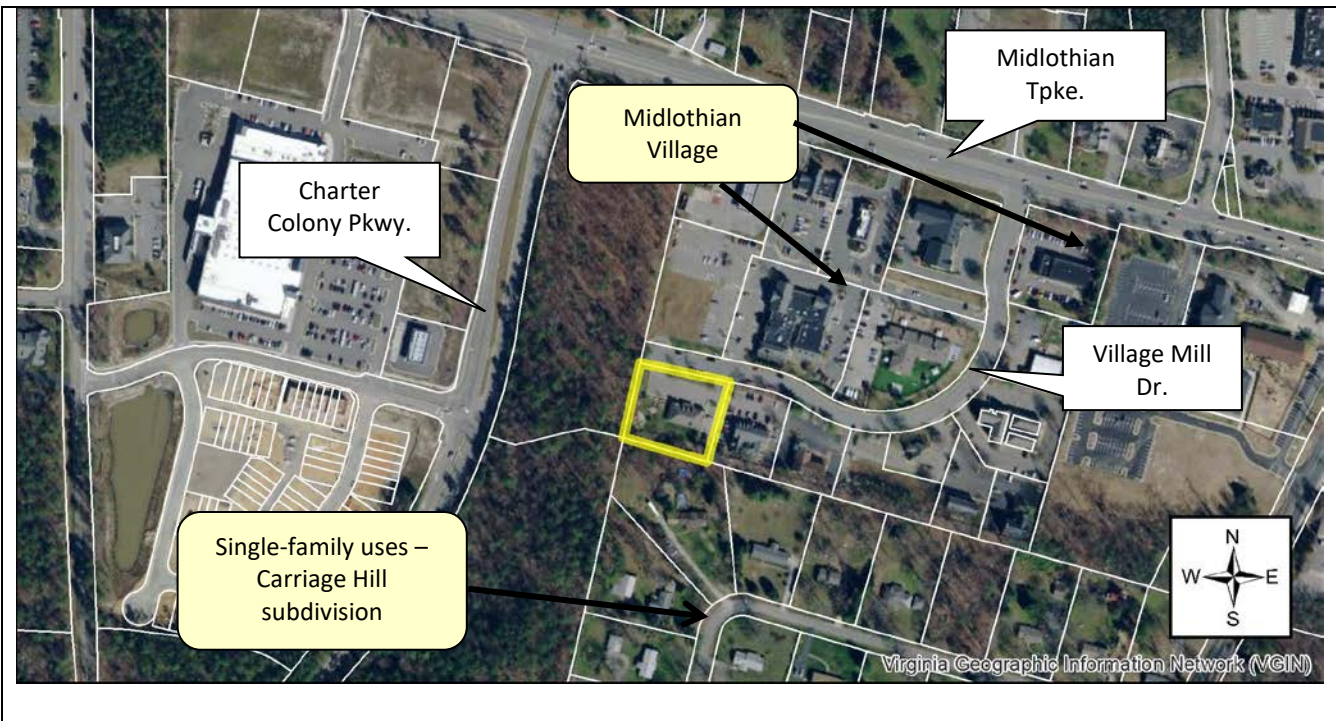 Midlothian
Tpke.
Midlothian
Village
Charter
Colony Pkwy.
Village Mill
Dr.
Single-family uses –
Carriage Hill
subdivision
N
W E
S
Virginia Geographic Information Network (VGIN)